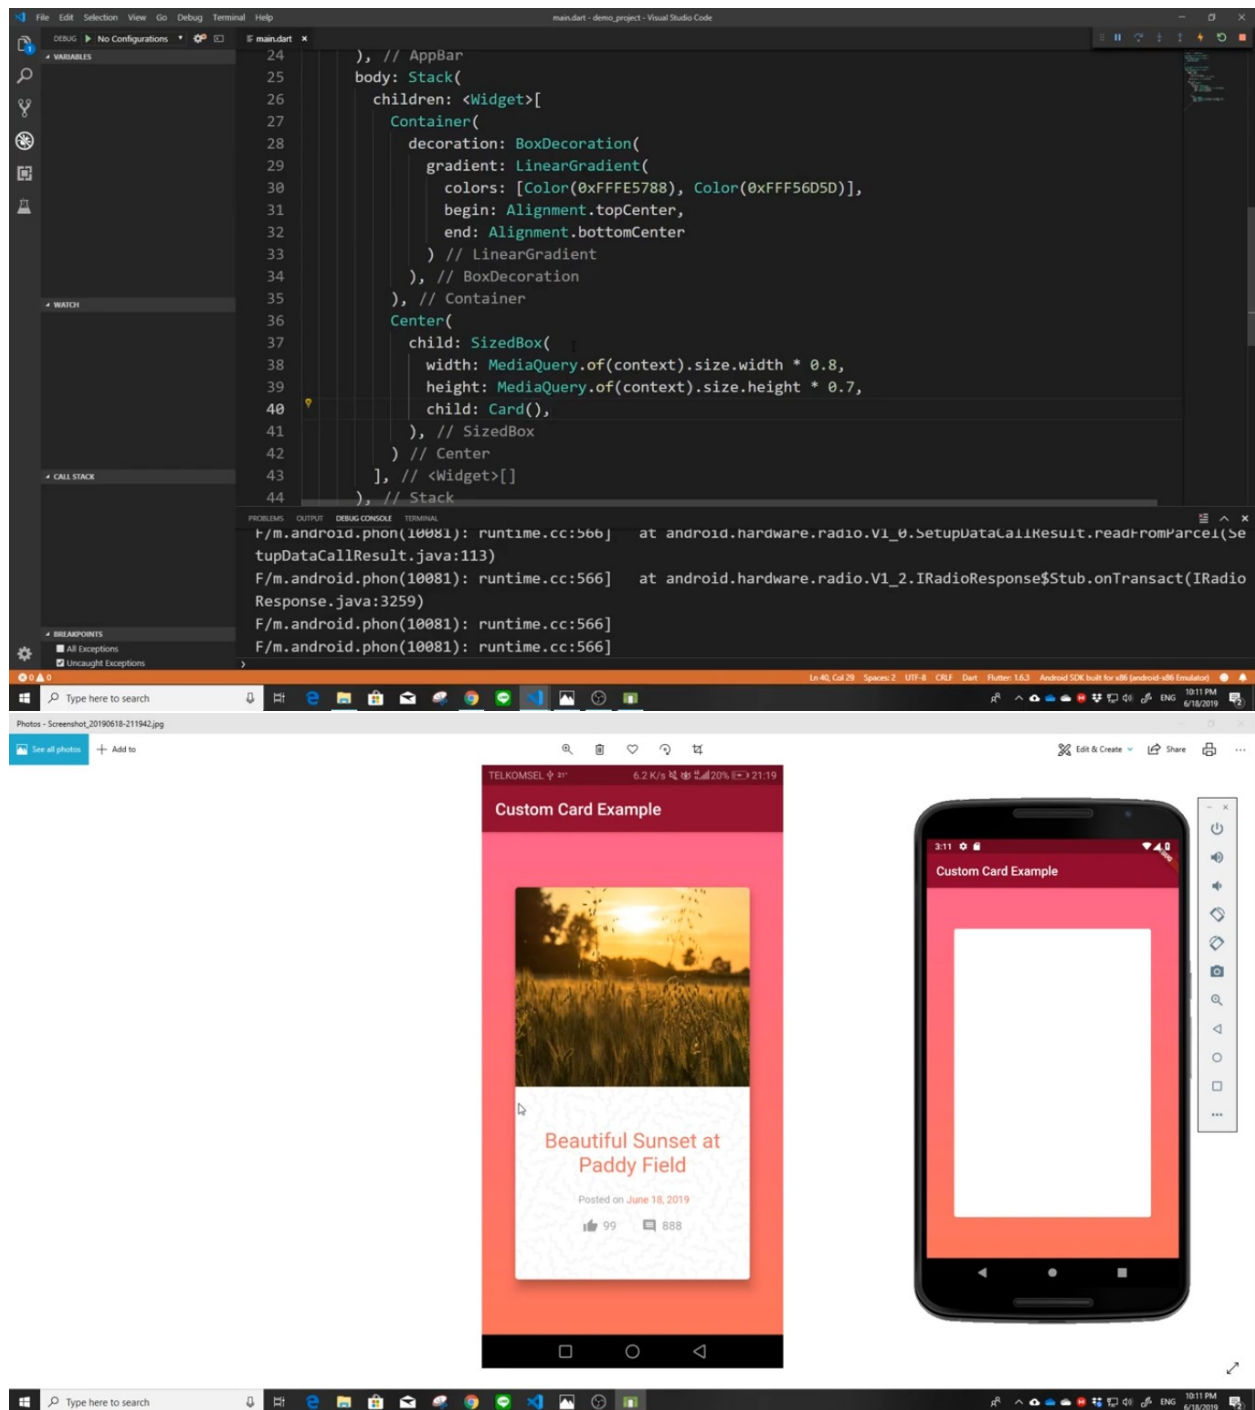 File Edit Selection View Go Debug Terminal Help
main.dart - demo_project - Visual Studio Code
DEBUG No Configurations
main.dart
VARIABLES
WATCH
CALL STACK
BREAKPOINTS
All Exceptions
Uncaught Exceptions
24 ), // AppBar
25 body: Stack(
26 children: <Widget>[
27 Container(
28 decoration: BoxDecoration(
29 gradient: LinearGradient(
30 colors: [Color(0xFFFE5788), Color(0xFFF56D5D)],
31 begin: Alignment.topCenter,
32 end: Alignment.bottomCenter
33 ) // LinearGradient
34 ), // BoxDecoration
35 ), // Container
36 Center(
37 child: SizedBox(
38 width: MediaQuery.of(context).size.width * 0.8,
39 height: MediaQuery.of(context).size.height * 0.7,
40 child: Card(),
41 ), // SizedBox
42 ) // Center
43 ], // <Widget>[]
44 ), // Stack
PROBLEMS OUTPUT DEBUG CONSOLE TERMINAL
F/m.android.phon(10081): runtime.cc:566] at android.hardware.radio.V1_0.SetupDataCallResult.readFromParcel(Se
tupDataCallResult.java:113)
F/m.android.phon(10081): runtime.cc:566] at android.hardware.radio.V1_2.IRadioResponse$Stub.onTransact(IRadio
Response.java:3259)
F/m.android.phon(10081): runtime.cc:566]
F/m.android.phon(10081): runtime.cc:566]
0 0
Ln 40, Col 29 Spaces: 2 UTF-8 CRLF Dart Flutter: 1.6.3 Android SDK built for x86 (android-x86 Emulator)
Type here to search
ENG 10:11 PM
6/18/2019
Photos - Screenshot_20190618-211942.jpg
See all photos + Add to
Edit & Create Share
TELKOMSEL 21° 6.2 K/s 20% 21:19
Custom Card Example
Beautiful Sunset at
Paddy Field
Posted on June 18, 2019
99 888
3:11
Custom Card Example
Type here to search
ENG 10:11 PM
6/18/2019